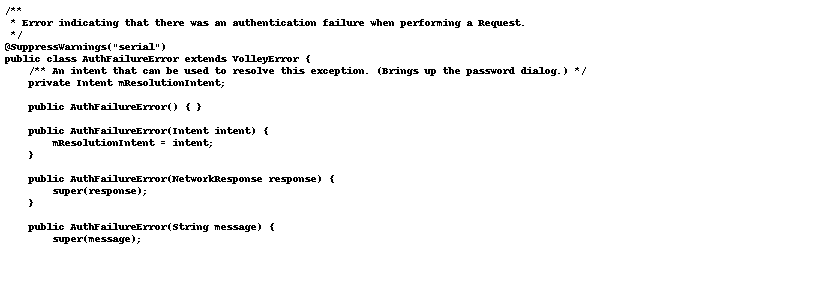 /**
 * Error indicating that there was an authentication failure when performing a Request.
 */
@SuppressWarnings("serial")
public class AuthFailureError extends VolleyError {
    /** An intent that can be used to resolve this exception. (Brings up the password dialog.) */
    private Intent mResolutionIntent;

    public AuthFailureError() { }

    public AuthFailureError(Intent intent) {
        mResolutionIntent = intent;
    }

    public AuthFailureError(NetworkResponse response) {
        super(response);
    }

    public AuthFailureError(String message) {
        super(message);